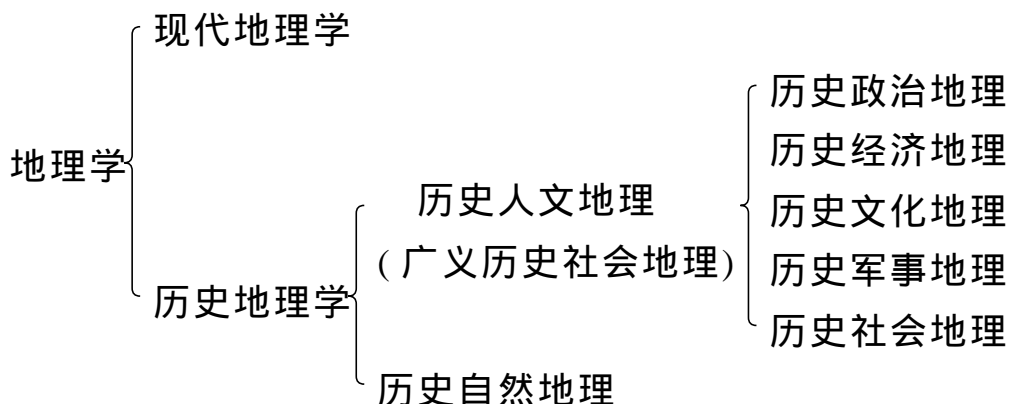 现代地理学
历史政治地理
历史经济地理
地理学
历史人文地理
历史文化地理
(广义历史社会地理)
历史军事地理
历史地理学
历史社会地理
历史自然地理